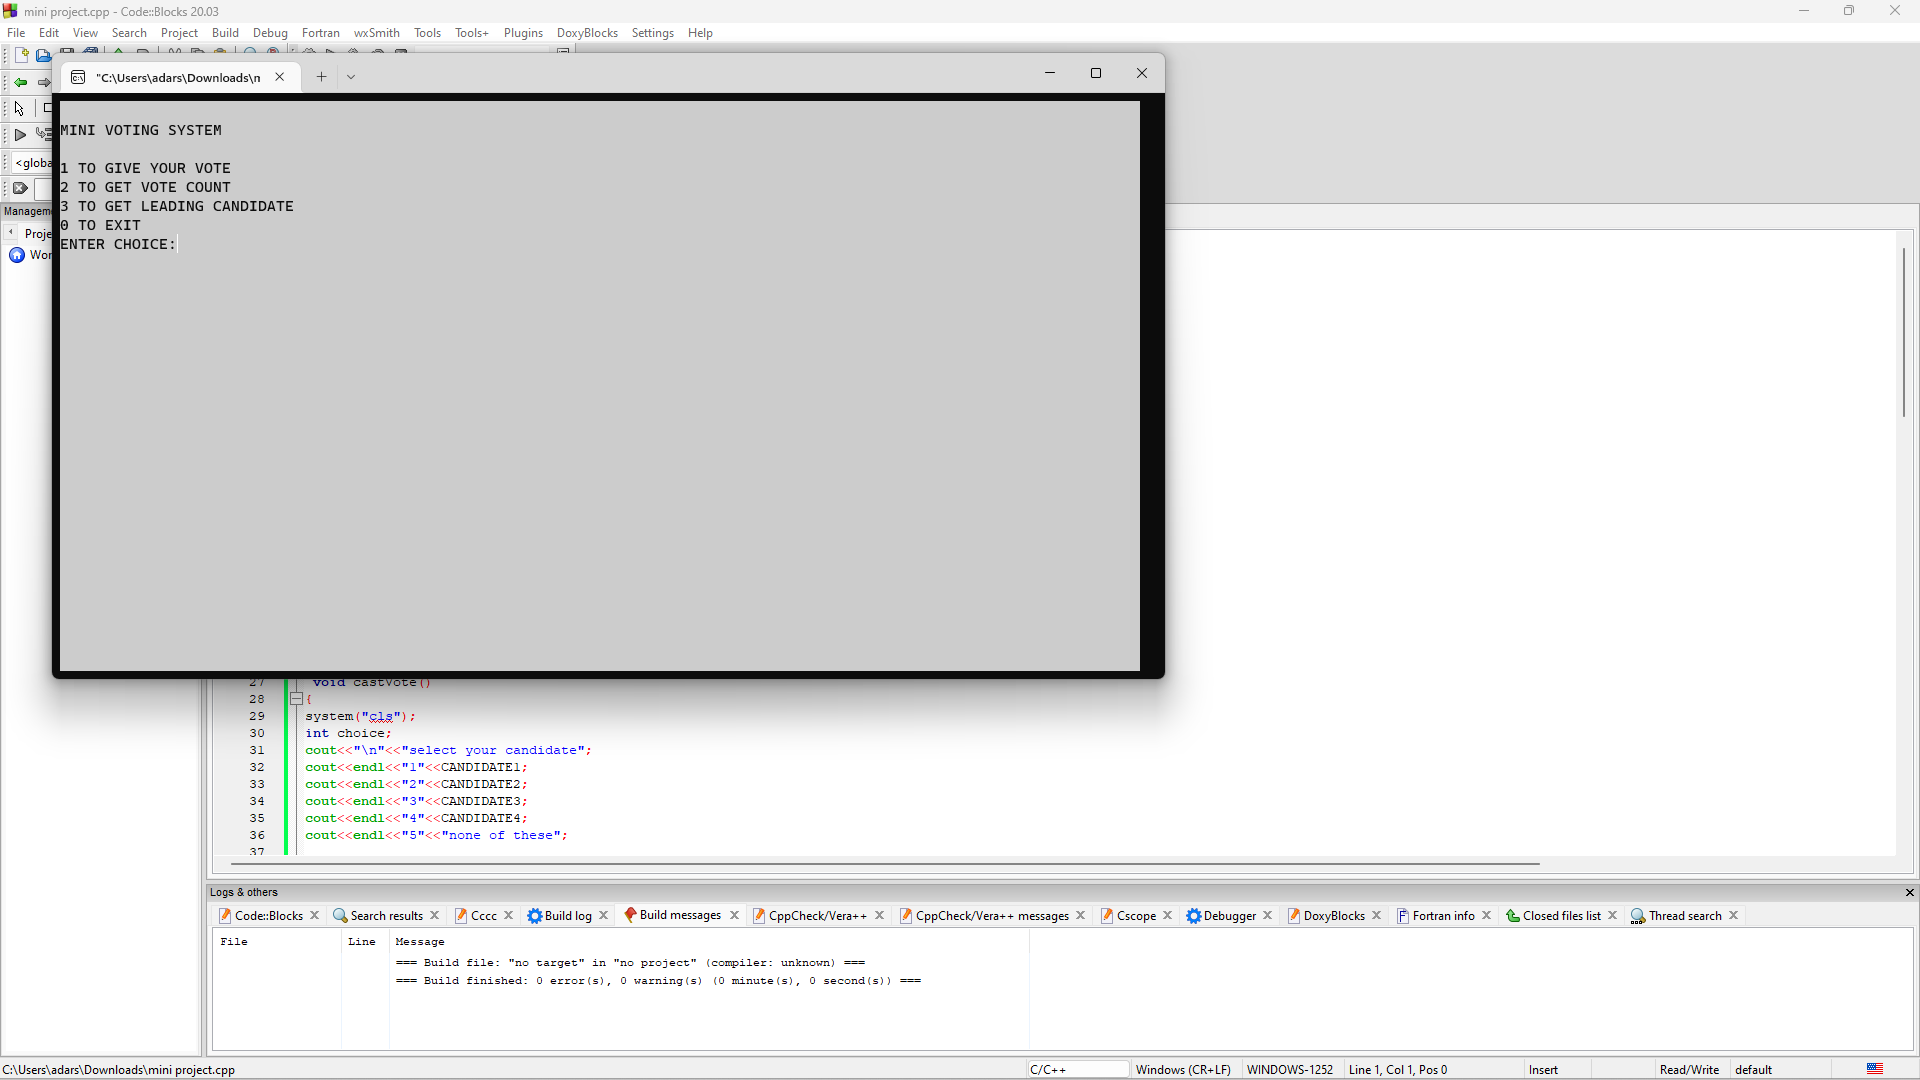 mini project.cpp - Code::Blocks 20.03
File Edit View Search Project Build Debug Fortran wxSmith Tools Tools+ Plugins DoxyBlocks Settings Help
"C:\Users\adars\Downloads\n
MINI VOTING SYSTEM
1 TO GIVE YOUR VOTE
2 TO GET VOTE COUNT
3 TO GET LEADING CANDIDATE
0 TO EXIT
ENTER CHOICE:
<globa
Managem
Proje
Wor
27 void castVote()
28 {
29 system("cls");
30 int choice;
31 cout<<"\n"<<"select your candidate";
32 cout<<endl<<"1"<<CANDIDATE1;
33 cout<<endl<<"2"<<CANDIDATE2;
34 cout<<endl<<"3"<<CANDIDATE3;
35 cout<<endl<<"4"<<CANDIDATE4;
36 cout<<endl<<"5"<<"none of these";
37
Logs & others
Code::Blocks Search results Cccc Build log Build messages CppCheck/Vera++ CppCheck/Vera++ messages Cscope Debugger DoxyBlocks Fortran info Closed files list Thread search
File Line Message
=== Build file: "no target" in "no project" (compiler: unknown) ===
=== Build finished: 0 error(s), 0 warning(s) (0 minute(s), 0 second(s)) ===
C:\Users\adars\Downloads\mini project.cpp C/C++ Windows (CR+LF) WINDOWS-1252 Line 1, Col 1, Pos 0 Insert Read/Write default